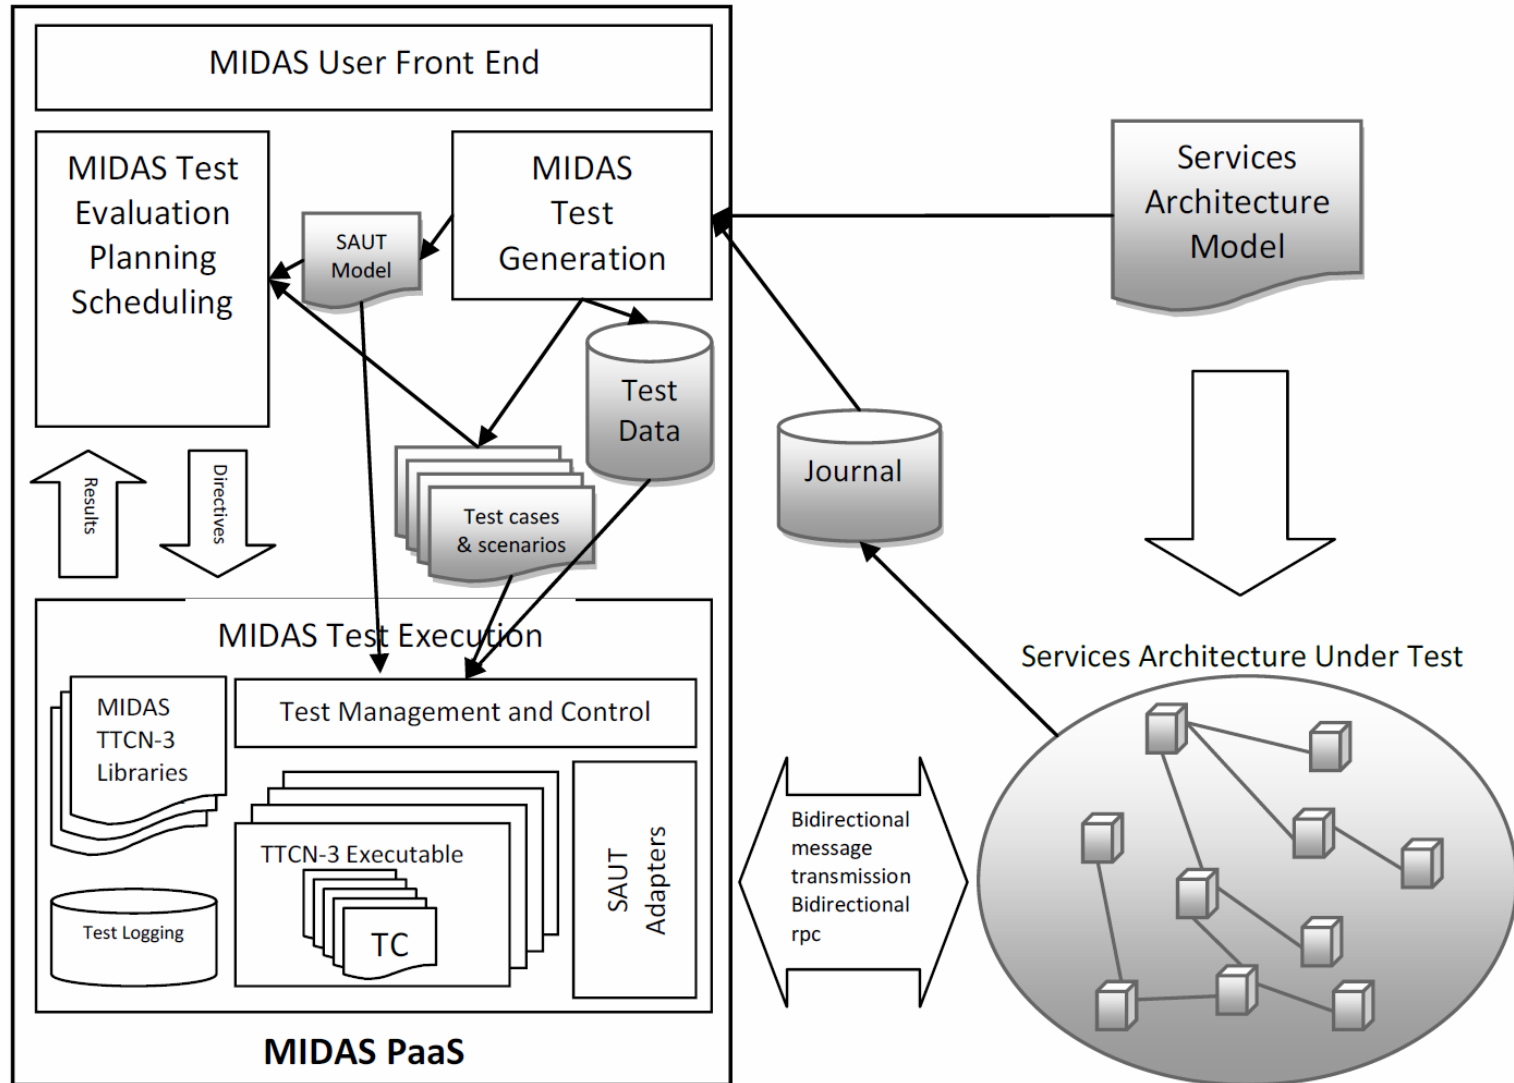 MIDAS User Front End
MIDAS Test
Evaluation
Planning
Scheduling
SAUT
Model
MIDAS
Test
Generation
Services
Architecture
Model
Test
Data
Journal
Results
Directives
Test cases
& scenarios
MIDAS Test Execution
Services Architecture Under Test
MIDAS
TTCN-3
Libraries
Test Management and Control
TTCN-3 Executable
TC
SAUT
Adapters
Test Logging
Bidirectional
message
transmission
Bidirectional
rpc
MIDAS PaaS